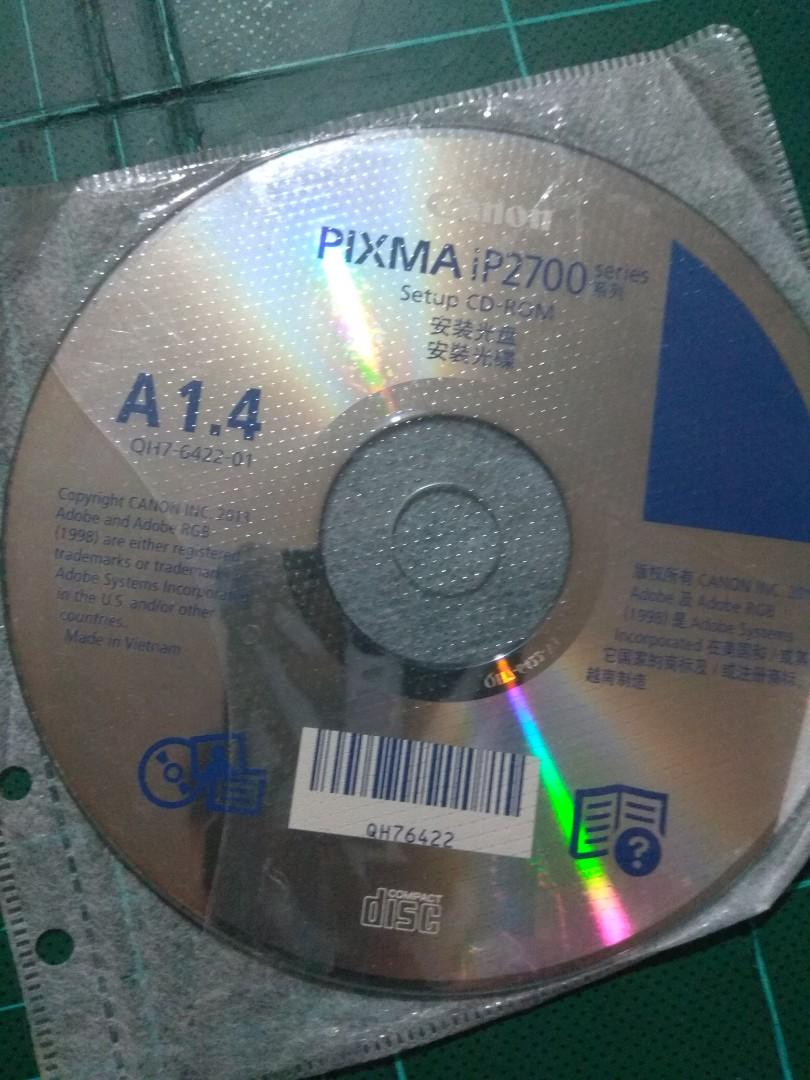 Canon
PIXMA iP2700 series
系列
Setup CD-ROM
安装光盘
安裝光碟
A 1.4
QH7-6422-01
Copyright CANON INC. 2013
Adobe and Adobe RGB
(1998) are either registered
trademarks or trademarks
Adobe Systems Incorporated
in the U.S. and/or other
countries.
Made in Vietnam
版权所有 CANON INC.
Adobe 及 Adobe RGB
(1998) 是 Adobe Systems
Incorporated 在美国和 / 或其
它国家的商标及 / 或注册商标
越南制造
QH76422
COMPACT
disc
?